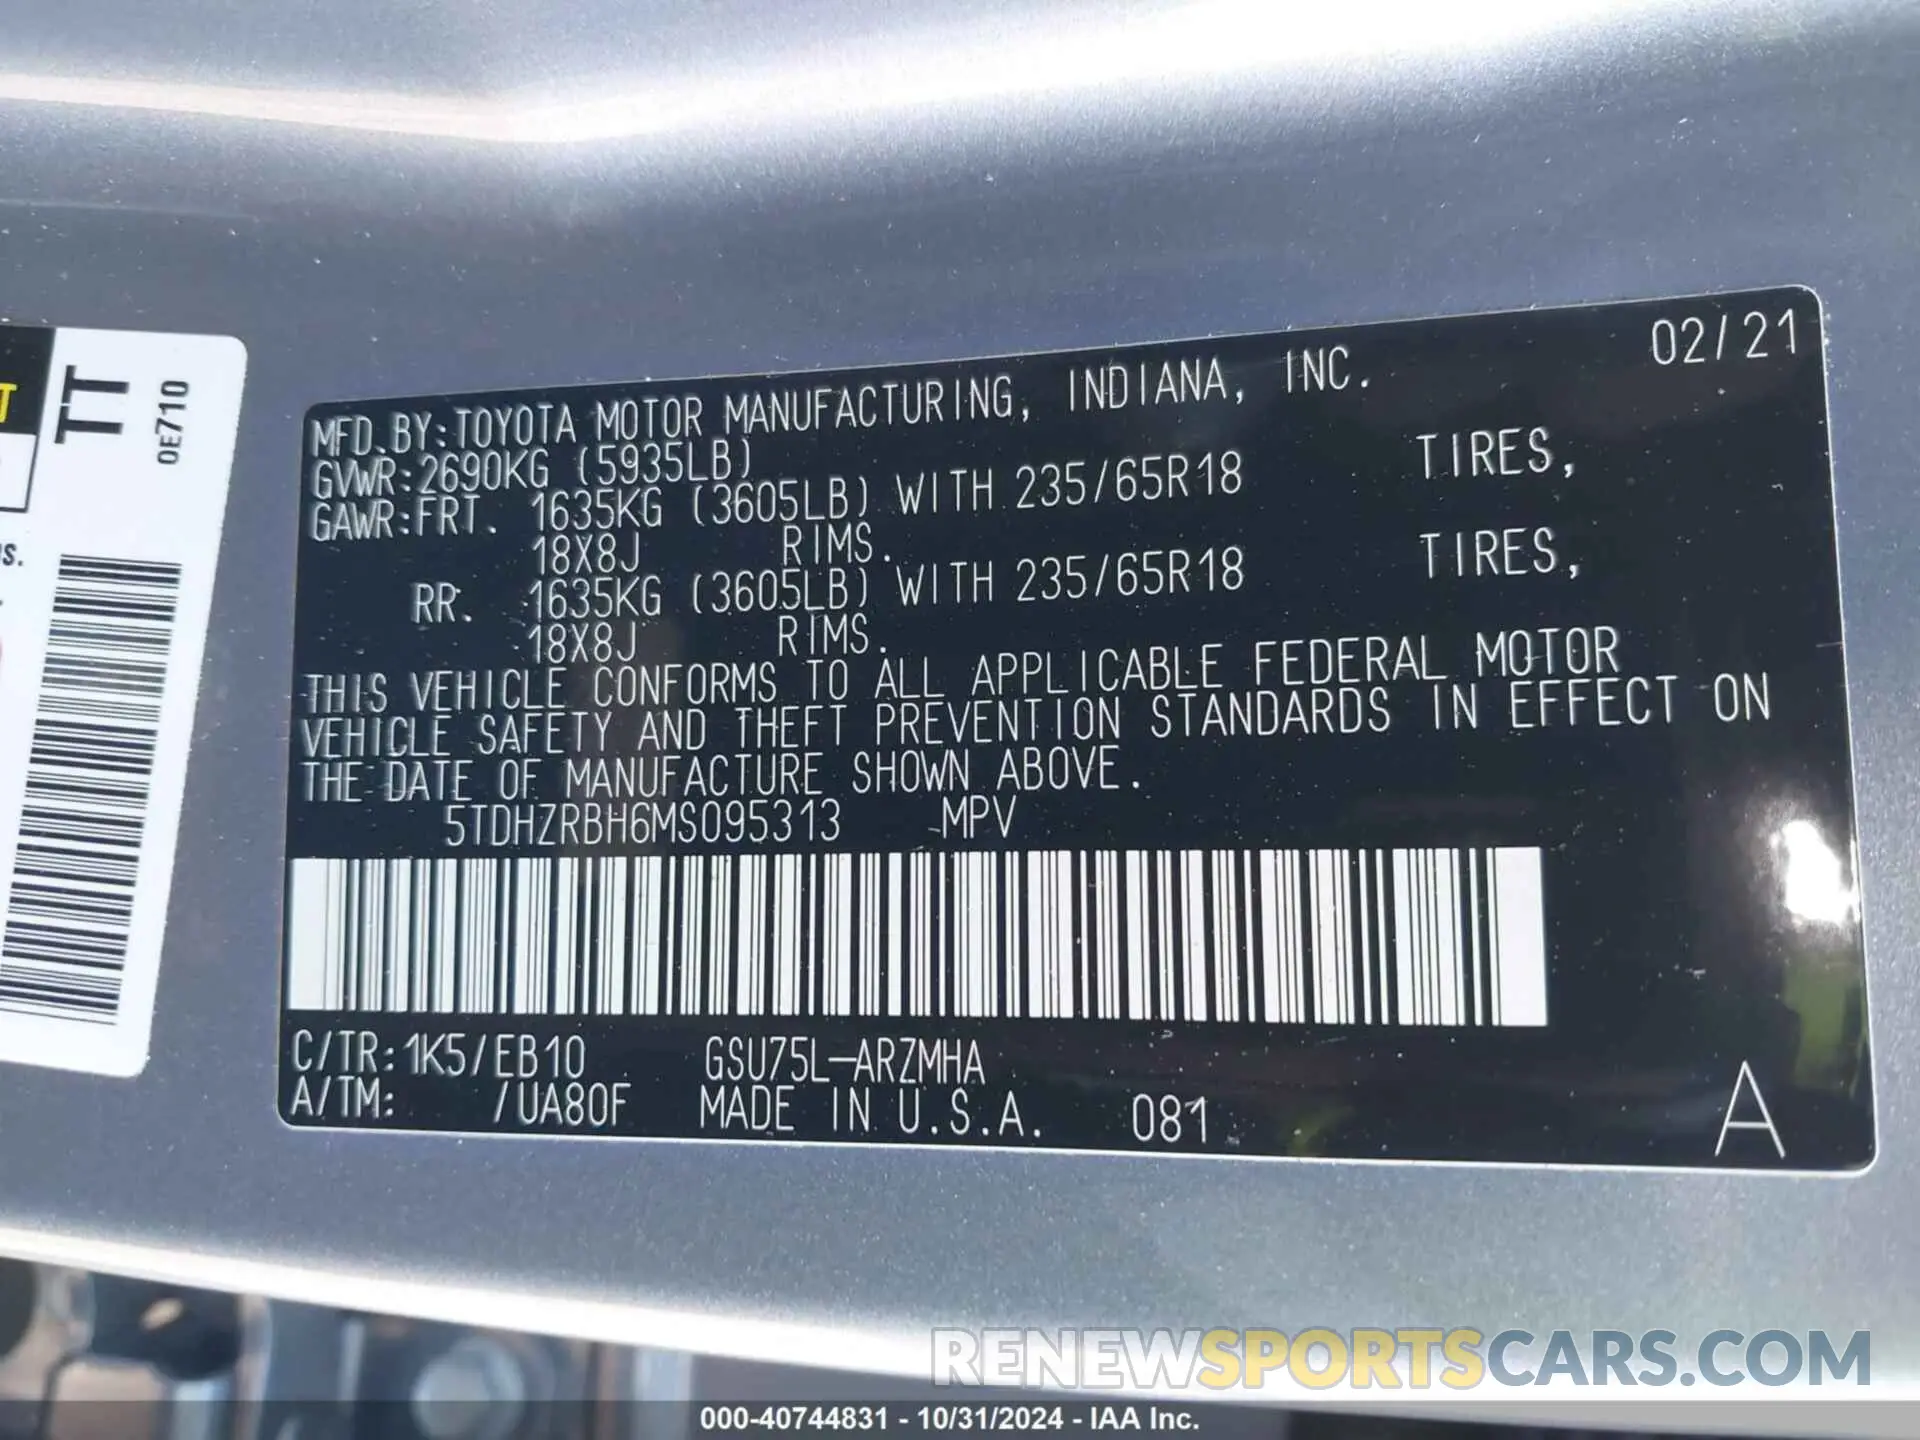 02/21
MFD.BY:TOYOTA MOTOR MANUFACTURING, INDIANA, INC.
GVWR:2690KG (5935LB)
GAWR:FRT. 1635KG (3605LB) WITH 235/65R18 TIRES,
18X8J RIMS.
RR. 1635KG (3605LB) WITH 235/65R18 TIRES,
18X8J RIMS.
THIS VEHICLE CONFORMS TO ALL APPLICABLE FEDERAL MOTOR
VEHICLE SAFETY AND THEFT PREVENTION STANDARDS IN EFFECT ON
THE DATE OF MANUFACTURE SHOWN ABOVE.
5TDHZRBH6MS095313 MPV
C/TR:1K5/EB10 GSU75L-ARZMHA
A/TM: /UA80F MADE IN U.S.A. 081
A
TT
0E710
RENEWSPORTSCARS.COM
000-40744831 - 10/31/2024 - IAA Inc.